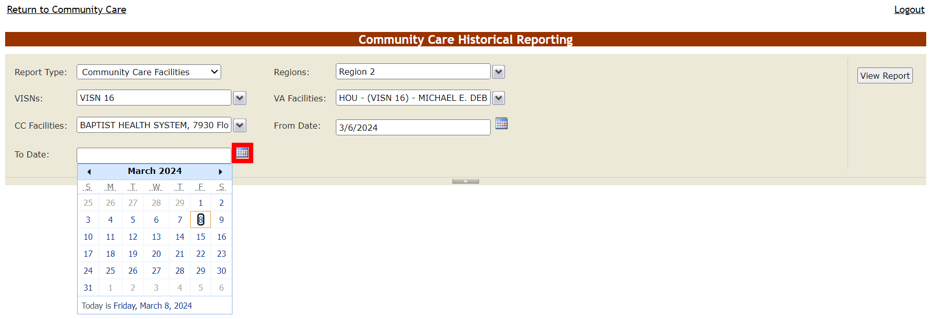 Return to Community Care Logout
Community Care Historical Reporting
Report Type: Community Care Facilities Regions: Region 2 View Report
VISNs: VISN 16 VA Facilities: HOU - (VISN 16) - MICHAEL E. DEB
CC Facilities: BAPTIST HEALTH SYSTEM, 7930 Flo From Date: 3/6/2024
To Date:
March 2024
S M T W T F S
25 26 27 28 29 1 2
3 4 5 6 7 8 9
10 11 12 13 14 15 16
17 18 19 20 21 22 23
24 25 26 27 28 29 30
31 1 2 3 4 5 6
Today is Friday, March 8, 2024